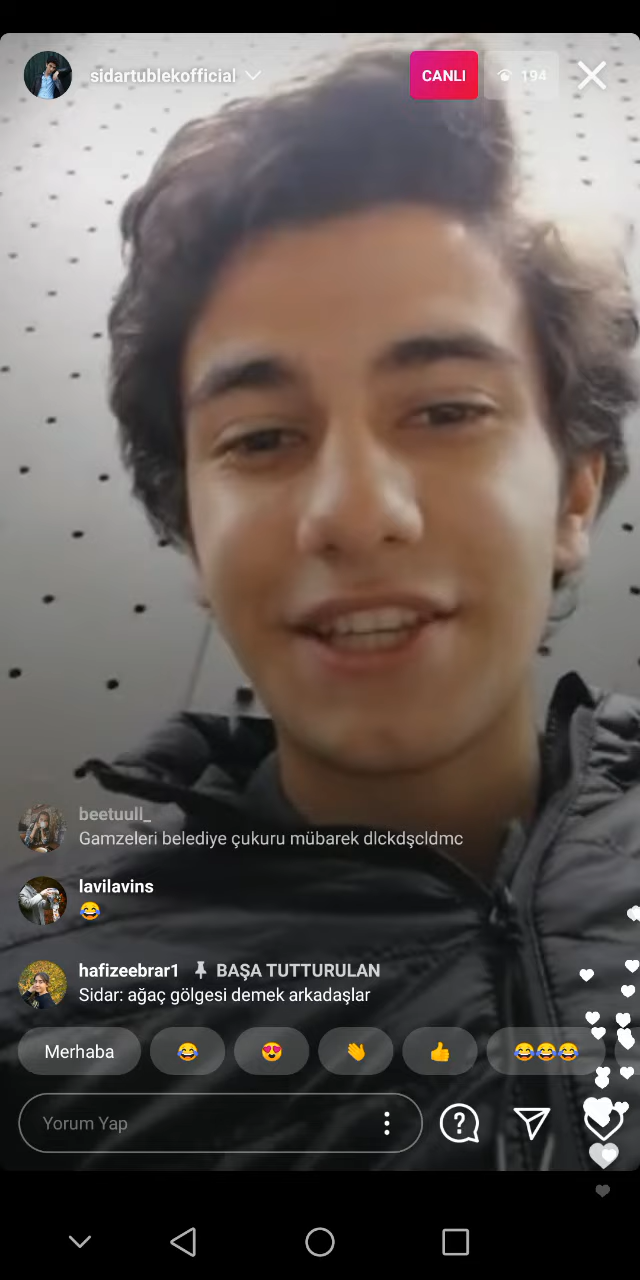 sidartublekofficial
CANLI
194
beetuull_
Gamzeleri belediye çukuru mübarek dlckdşcldmc
lavilavins
😂
hafizeebrar1 📌 BAŞA TUTTURULAN
Sidar: ağaç gölgesi demek arkadaşlar
Merhaba 😂 😍 👏 👍 😂😂😂
Yorum Yap